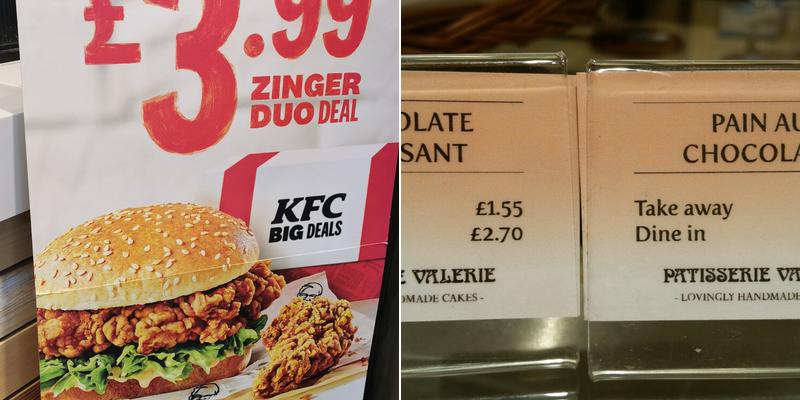 £3.99
ZINGER
DUO DEAL
KFC
BIG DEALS
OLATE
SANT
£1.55
£2.70
E VALERIE
DMADE CAKES -
PAIN AU
CHOCOLA
Take away
Dine in
PATISSERIE VA
- LOVINGLY HANDMADE